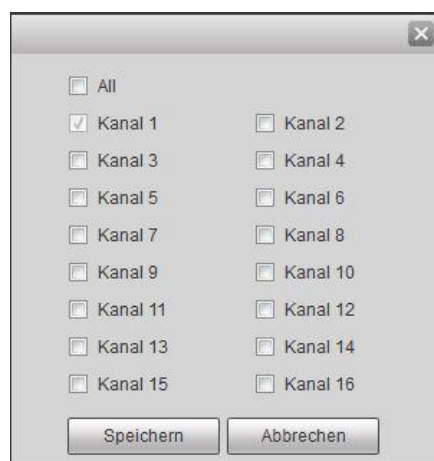 All
Kanal 1 Kanal 2
Kanal 3 Kanal 4
Kanal 5 Kanal 6
Kanal 7 Kanal 8
Kanal 9 Kanal 10
Kanal 11 Kanal 12
Kanal 13 Kanal 14
Kanal 15 Kanal 16
Speichern Abbrechen